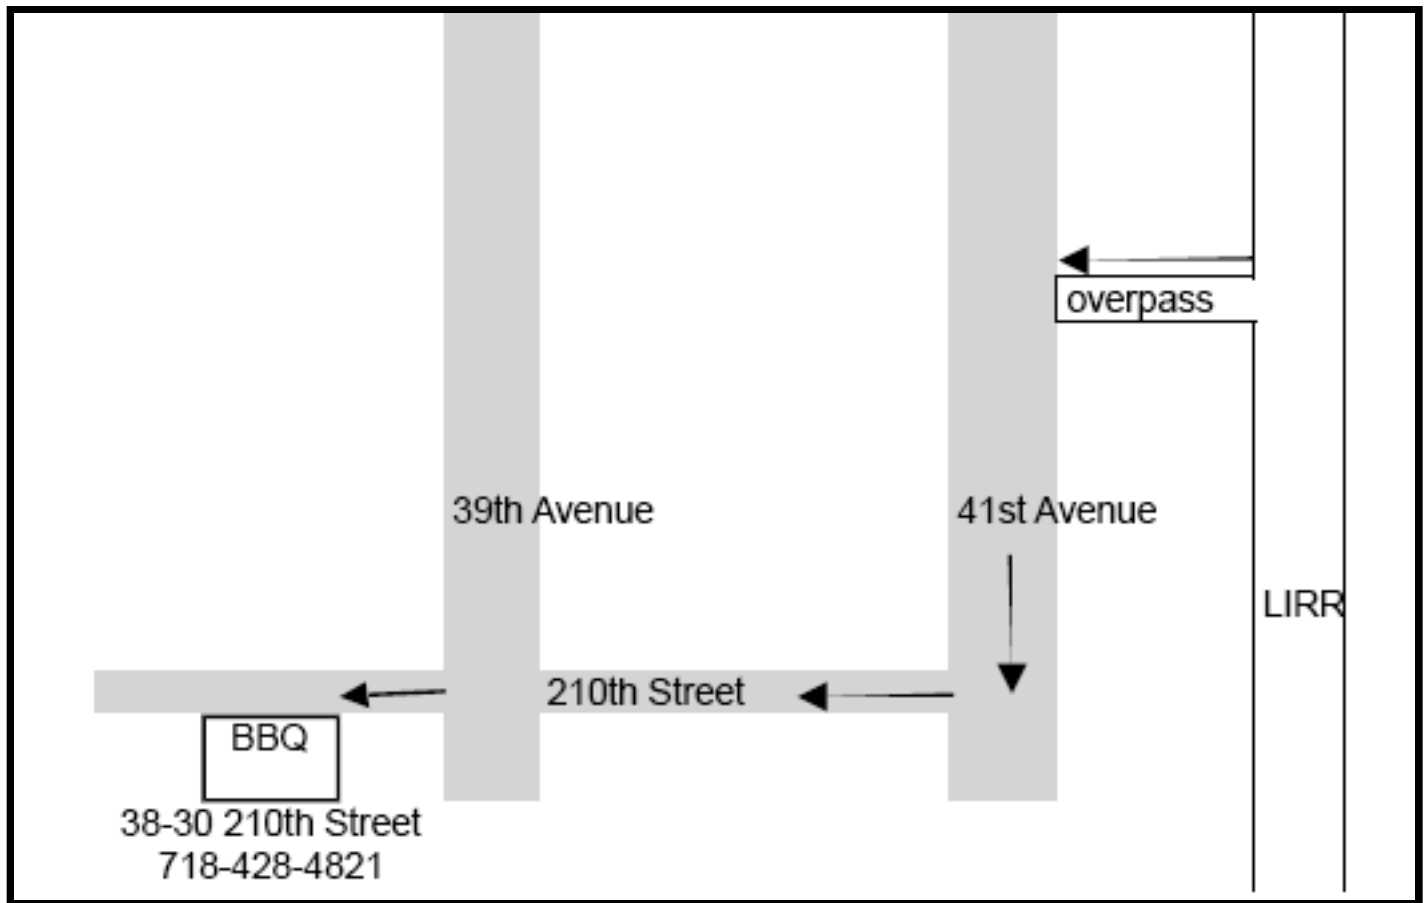 overpass
39th Avenue
41st Avenue
LIRR
210th Street
BBQ
38-30 210th Street
718-428-4821